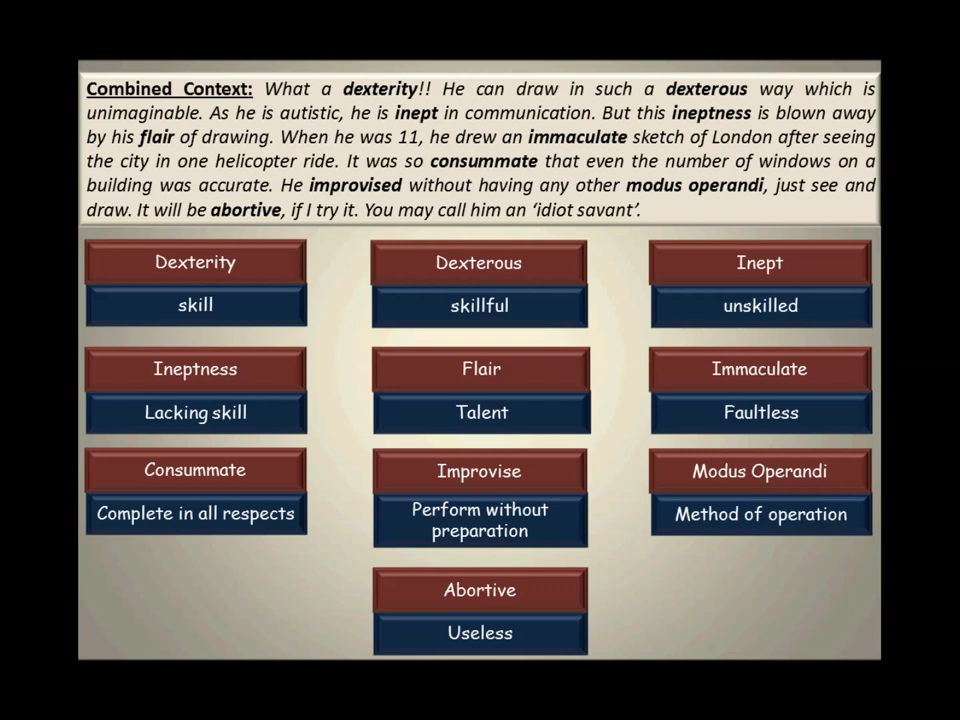 Combined Context: What a dexterity!! He can draw in such a dexterous way which is
unimaginable. As he is autistic, he is inept in communication. But this ineptness is blown away
by his flair of drawing. When he was 11, he drew an immaculate sketch of London after seeing
the city in one helicopter ride. It was so consummate that even the number of windows on a
building was accurate. He improvised without having any other modus operandi, just see and
draw. It will be abortive, if I try it. You may call him an ‘idiot savant’.
Dexterity
skill
Dexterous
skillful
Inept
unskilled
Ineptness
Lacking skill
Flair
Talent
Immaculate
Faultless
Consummate
Complete in all respects
Improvise
Perform without
preparation
Modus Operandi
Method of operation
Abortive
Useless